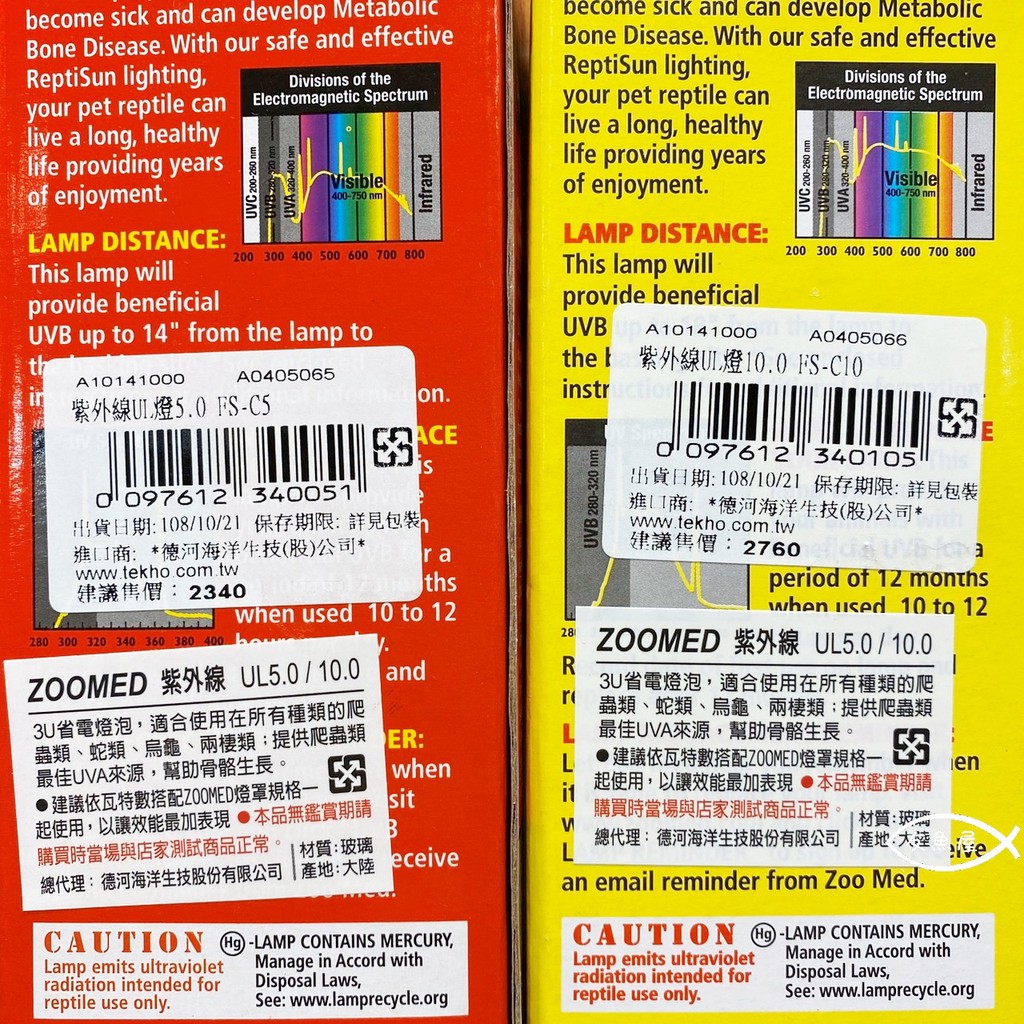 become sick and can develop Metabolic
Bone Disease. With our safe and effective
ReptiSun lighting,
your pet reptile can
live a long, healthy
life providing years
of enjoyment.
Divisions of the
Electromagnetic Spectrum
UVC 200-280 nm
UVB 280-320 nm
UVA 320-400 nm
Visible
400-750 nm
Infrared
200 300 400 500 600 700 800
LAMP DISTANCE:
This lamp will
provide beneficial
UVB up to 14" from the lamp to
the
A10141000 A0405065
紫外線UL燈5.0 FS-C5
0 097612 340051
出貨日期: 108/10/21 保存期限: 詳見包裝
進口商: *德河海洋生技(股)公司*
www.tekho.com.tw
建議售價: 2340
when used 10 to 12
280 300 320 340 360 380 400
and
ZOOMED 紫外線 UL5.0 / 10.0
3U省電燈泡，適合使用在所有種類的爬
蟲類、蛇類、烏龜、兩棲類；提供爬蟲類
最佳UVA來源，幫助骨骼生長。
●建議依瓦特數搭配ZOOMED燈罩規格一
起使用，以讓效能最加表現 ●本品無鑑賞期請
購買時當場與店家測試商品正常。
材質: 玻璃
總代理: 德河海洋生技股份有限公司
產地: 大陸
when
CAUTION
Lamp emits ultraviolet
radiation intended for
reptile use only.
Hg -LAMP CONTAINS MERCURY,
Manage in Accord with
Disposal Laws,
See: www.lamprecycle.org
become sick and can develop Metabolic
Bone Disease. With our safe and effective
ReptiSun lighting,
your pet reptile can
live a long, healthy
life providing years
of enjoyment.
Divisions of the
Electromagnetic Spectrum
UVC 200-280 nm
UVB 280-320 nm
UVA 320-400 nm
Visible
400-750 nm
Infrared
200 300 400 500 600 700 800
LAMP DISTANCE:
This lamp will
provide beneficial
UVB
the
A10141000 A0405066
紫外線UL燈10.0 FS-C10
0 097612 340105
出貨日期: 108/10/21 保存期限: 詳見包裝
進口商: *德河海洋生技(股)公司*
www.tekho.com.tw
建議售價: 2760
UVB 280-320 nm
period of 12 months
when used 10 to 12
ZOOMED 紫外線 UL5.0 / 10.0
3U省電燈泡，適合使用在所有種類的爬
蟲類、蛇類、烏龜、兩棲類；提供爬蟲類
最佳UVA來源，幫助骨骼生長。
●建議依瓦特數搭配ZOOMED燈罩規格一
起使用，以讓效能最加表現 ●本品無鑑賞期請
購買時當場與店家測試商品正常。
材質: 玻璃
總代理: 德河海洋生技股份有限公司
產地: 大陸
an email reminder from Zoo Med.
CAUTION
Lamp emits ultraviolet
radiation intended for
reptile use only.
Hg -LAMP CONTAINS MERCURY,
Manage in Accord with
Disposal Laws,
See: www.lamprecycle.org